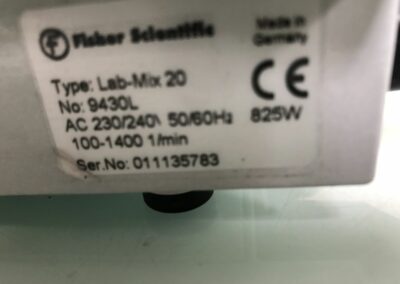 Fisher Scientific
Made in
Germany
Type: Lab-Mix 20
No: 9430L
AC 230/240V 50/60Hz 825W
100-1400 1/min
Ser.No: 011135783
CE